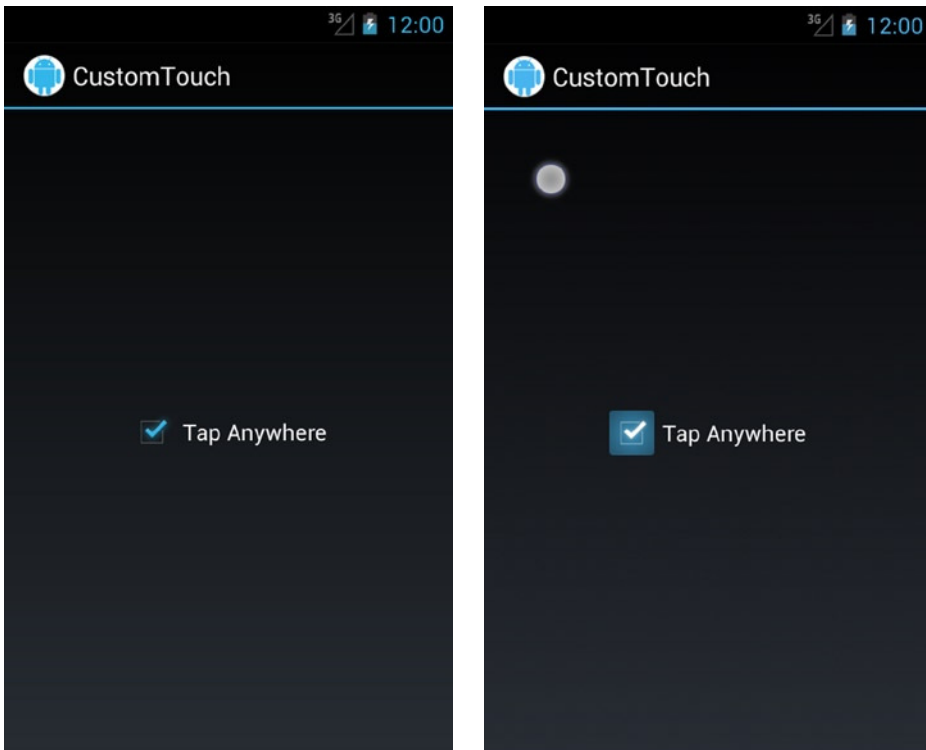 3G 12:00
CustomTouch
Tap Anywhere
3G 12:00
CustomTouch
Tap Anywhere